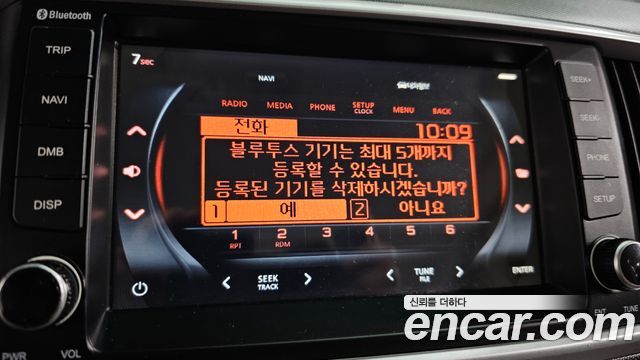 Bluetooth
TRIP
NAVI
DMB
DISP
PWR VOL
7sec
NAVI
RADIO MEDIA PHONE SETUP CLOCK MENU BACK
전화 10:09
블루투스 기기는 최대 5개까지
등록할 수 있습니다.
등록된 기기를 삭제하시겠습니까?
1 예 2 아니요
1 2 3 4 5 6
RPT RDM
SEEK TRACK TUNE FILE ENTER
SEEK+
SEEK-
PHONE
SETUP
ENT TUNE
신뢰를 더하다
encar.com